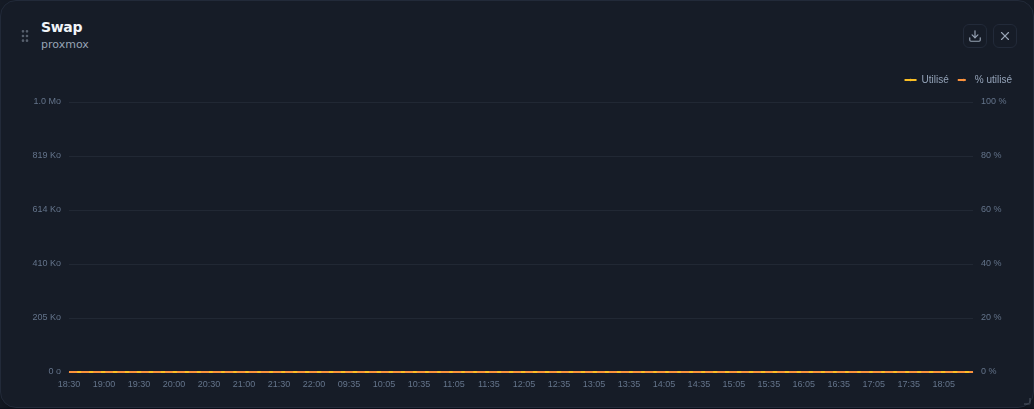 Swap
proxmox
Utilisé % utilisé
1.0 Mo 100 %
819 Ko 80 %
614 Ko 60 %
410 Ko 40 %
205 Ko 20 %
0 o 0 %
18:30 19:00 19:30 20:00 20:30 21:00 21:30 22:00 09:35 10:05 10:35 11:05 11:35 12:05 12:35 13:05 13:35 14:05 14:35 15:05 15:35 16:05 16:35 17:05 17:35 18:05